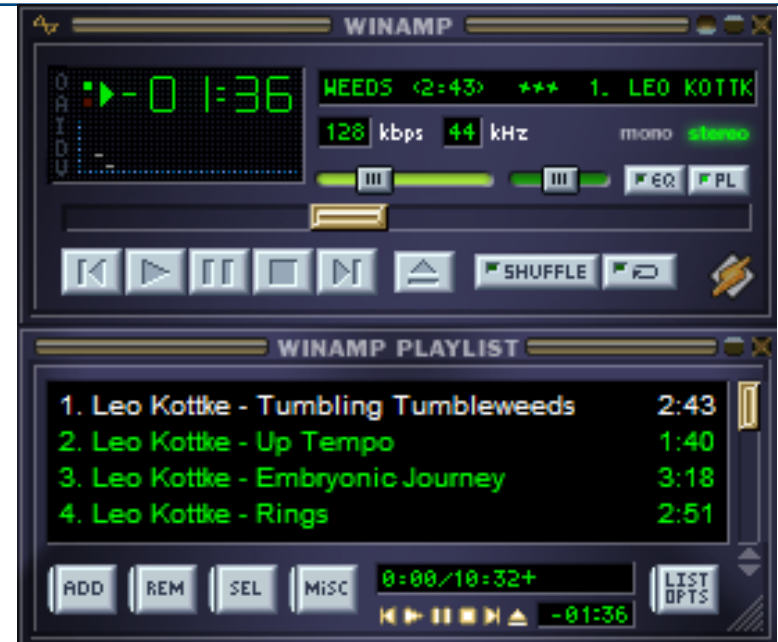 WINAMP
O
A
I
D
V
-01:36
WEEDS <2:43> *** 1. LEO KOTTK
128 kbps 44 kHz
mono stereo
EQ PL
SHUFFLE
WINAMP PLAYLIST
1. Leo Kottke - Tumbling Tumbleweeds 2:43
2. Leo Kottke - Up Tempo 1:40
3. Leo Kottke - Embryonic Journey 3:18
4. Leo Kottke - Rings 2:51
ADD REM SEL MiSC 0:00/10:32+ LIST OPTS
-01:36